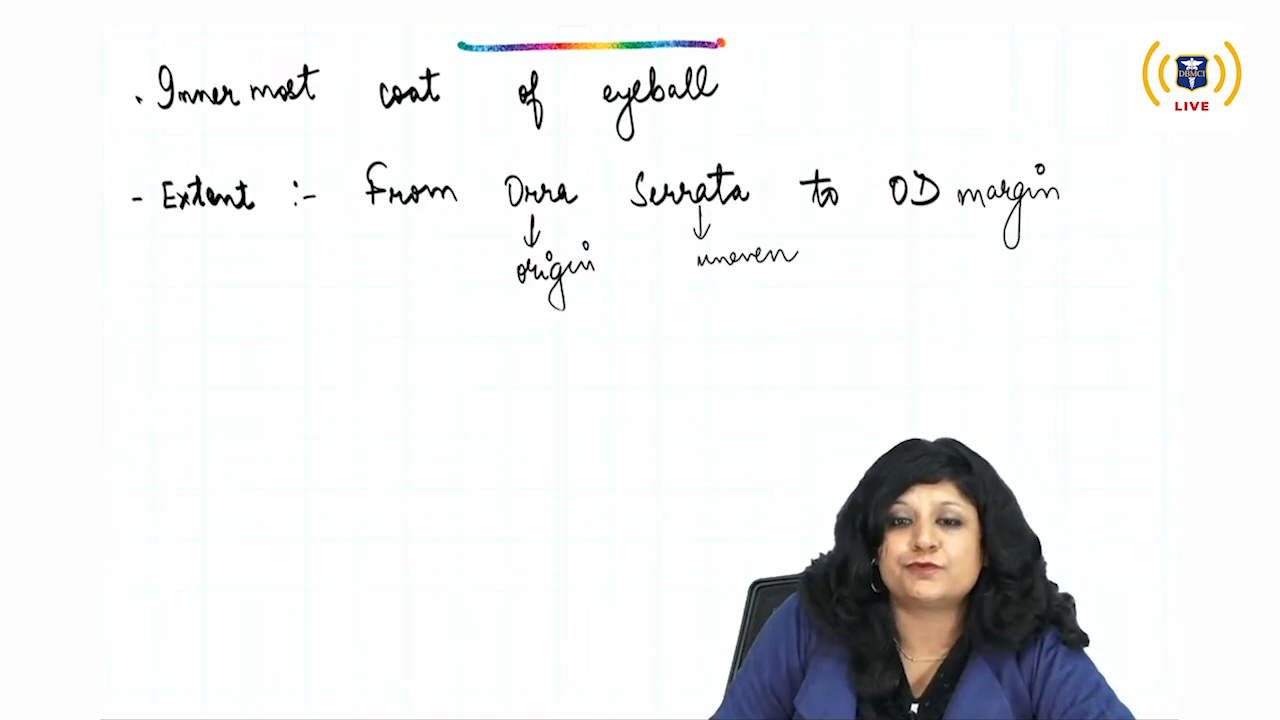 . Inner most coat of eyeball
- Extent :- From Orra Serrata to OD margin
↓ ↓
origin uneven
DBMCI
LIVE